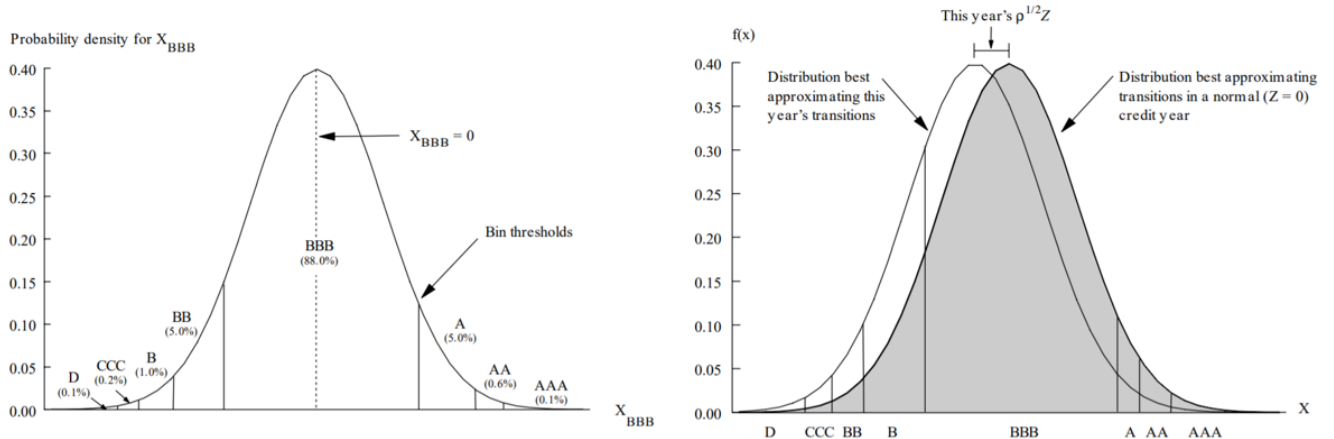 Probability density for X_BBB
0.40
0.35
0.30
0.25
0.20
0.15
0.10
0.05
0.00
X_BBB = 0
Bin thresholds
BBB
(88.0%)
BB
(5.0%)
A
(5.0%)
B
(1.0%)
CCC
(0.2%)
D
(0.1%)
AA
(0.6%)
AAA
(0.1%)
X_BBB
This year's ρ^1/2 Z
f(x)
0.40
0.35
0.30
0.25
0.20
0.15
0.10
0.05
0.00
Distribution best
approximating this
year's transitions
Distribution best approximating
transitions in a normal (Z = 0)
credit year
X
D CCC BB B BBB A AA AAA